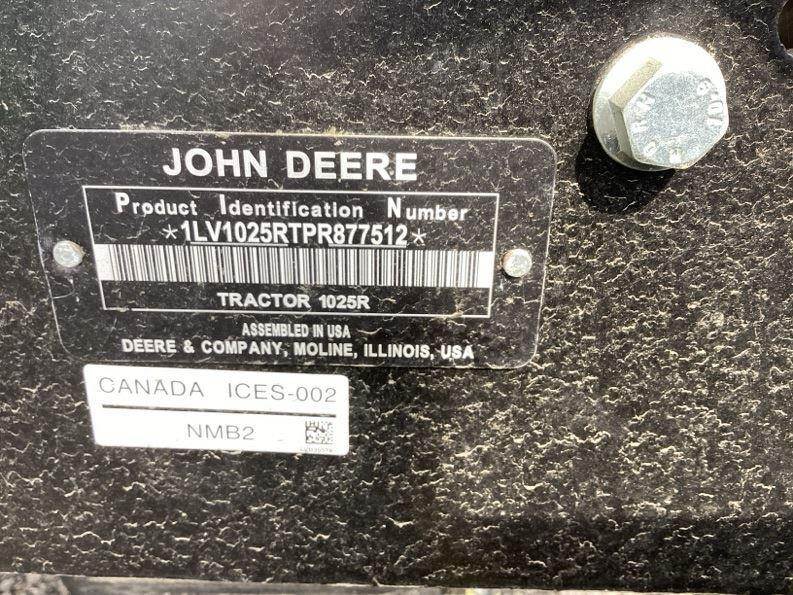 JOHN DEERE
Product Identification Number
*1LV1025RTPR877512*
TRACTOR 1025R
ASSEMBLED IN USA
DEERE & COMPANY, MOLINE, ILLINOIS, USA
CANADA ICES-002
NMB2